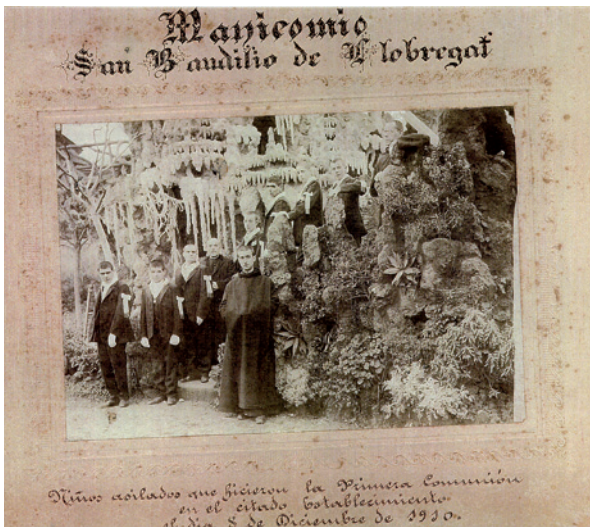 Manicomio
San Baudilio de Llobregat
Niños asilados que hicieron la Primera Comunión
en el citado Establecimiento
el dia 8 de Diciembre de 1910.